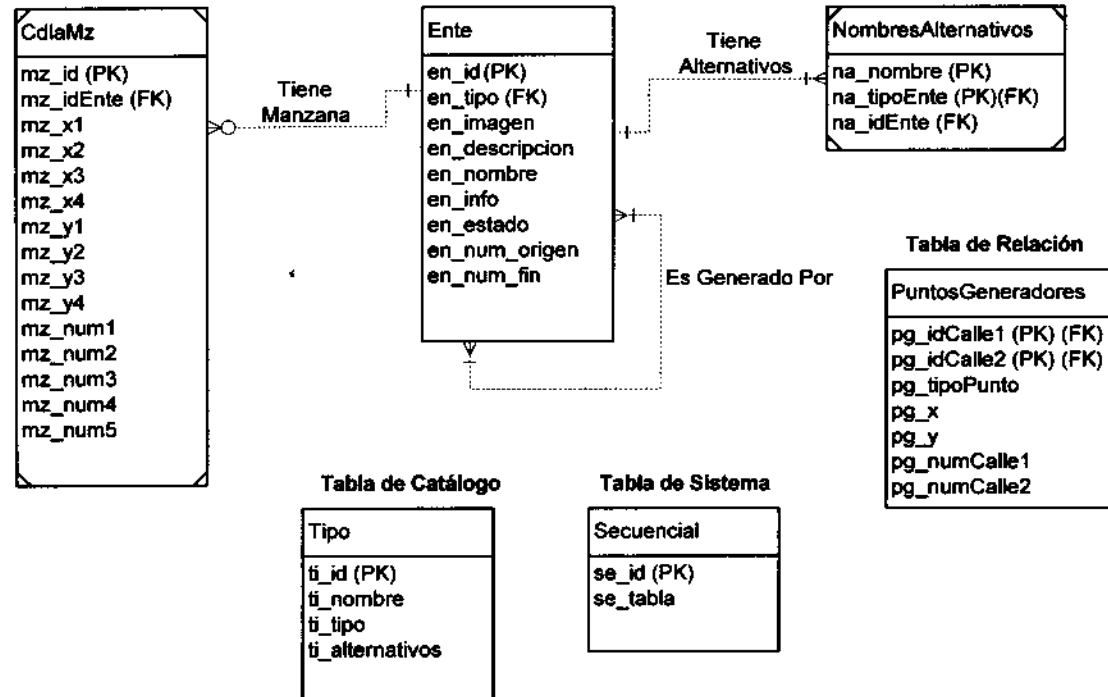 CdlaMz
mz_id (PK)
mz_idEnte (FK)
mz_x1
mz_x2
mz_x3
mz_x4
mz_y1
mz_y2
mz_y3
mz_y4
mz_num1
mz_num2
mz_num3
mz_num4
mz_num5
Tiene
Manzana
Ente
en_id(PK)
en_tipo (FK)
en_imagen
en_descripcion
en_nombre
en_info
en_estado
en_num_origen
en_num_fin
Tiene
Alternativos
NombresAlternativos
na_nombre (PK)
na_tipoEnte (PK)(FK)
na_idEnte (FK)
Es Generado Por
Tabla de Relación
PuntosGeneradores
pg_idCalle1 (PK) (FK)
pg_idCalle2 (PK) (FK)
pg_tipoPunto
pg_x
pg_y
pg_numCalle1
pg_numCalle2
Tabla de Catálogo
Tipo
ti_id (PK)
ti_nombre
ti_tipo
ti_alternativos
Tabla de Sistema
Secuencial
se_id (PK)
se_tabla